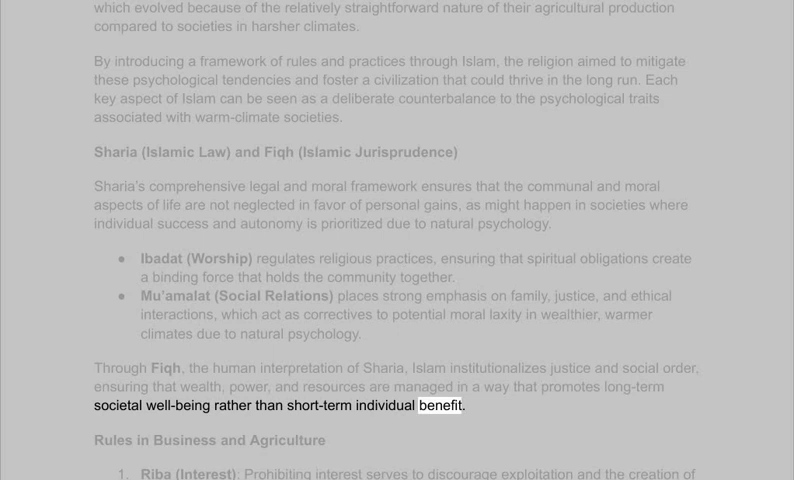 which evolved because of the relatively straightforward nature of their agricultural production
compared to societies in harsher climates.
By introducing a framework of rules and practices through Islam, the religion aimed to mitigate
these psychological tendencies and foster a civilization that could thrive in the long run. Each
key aspect of Islam can be seen as a deliberate counterbalance to the psychological traits
associated with warm-climate societies.
Sharia (Islamic Law) and Fiqh (Islamic Jurisprudence)
Sharia's comprehensive legal and moral framework ensures that the communal and moral
aspects of life are not neglected in favor of personal gains, as might happen in societies where
individual success and autonomy is prioritized due to natural psychology.
● Ibadat (Worship) regulates religious practices, ensuring that spiritual obligations create
a binding force that holds the community together.
● Mu'amalat (Social Relations) places strong emphasis on family, justice, and ethical
interactions, which act as correctives to potential moral laxity in wealthier, warmer
climates due to natural psychology.
Through Fiqh, the human interpretation of Sharia, Islam institutionalizes justice and social order,
ensuring that wealth, power, and resources are managed in a way that promotes long-term
societal well-being rather than short-term individual benefit.
Rules in Business and Agriculture
1. Riba (Interest): Prohibiting interest serves to discourage exploitation and the creation of